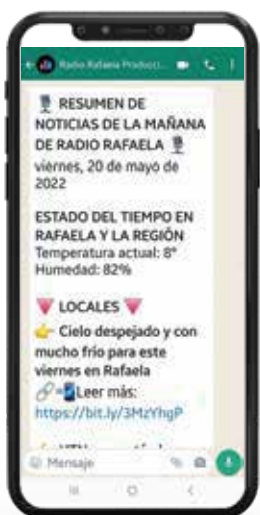 Radio Rafaela Producci...
RESUMEN DE
NOTICIAS DE LA MAÑANA
DE RADIO RAFAELA
viernes, 20 de mayo de
2022
ESTADO DEL TIEMPO EN
RAFAELA Y LA REGIÓN
Temperatura actual: 8°
Humedad: 82%
LOCALES
Cielo despejado y con
mucho frío para este
viernes en Rafaela
Leer más:
https://bit.ly/3MzYhgP
Mensaje